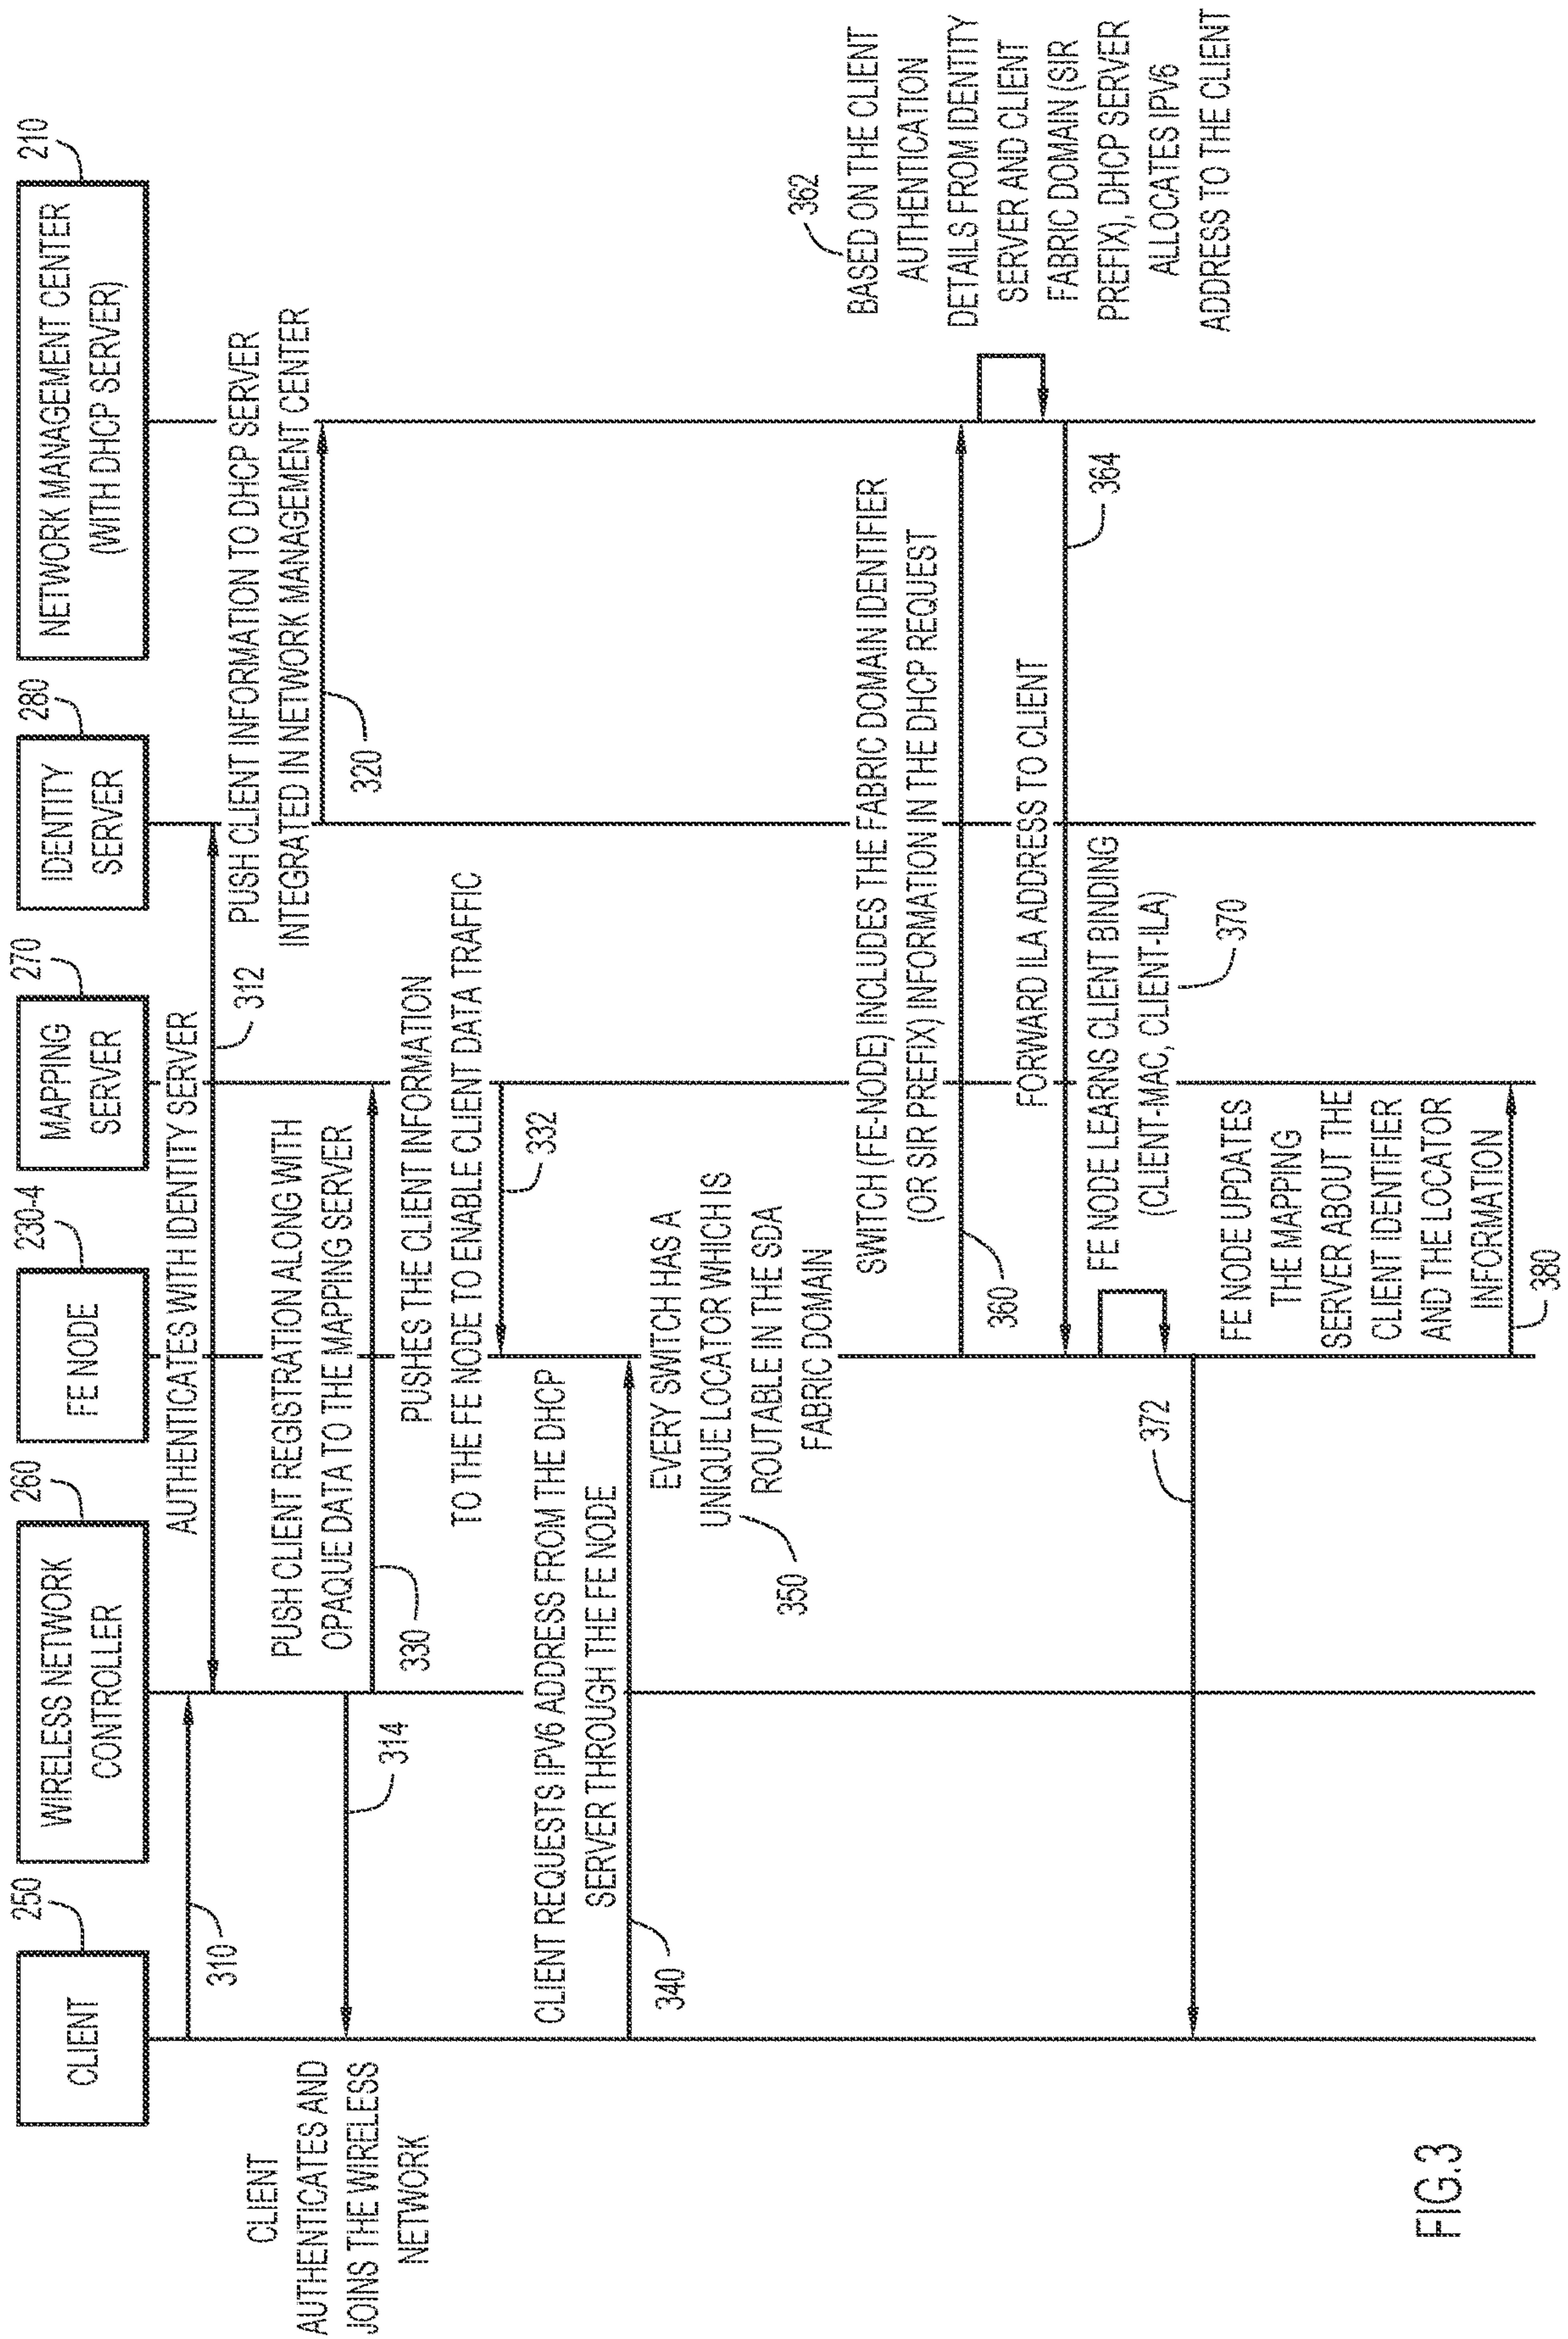 CLIENT
250
WIRELESS NETWORK
CONTROLLER
260
FE NODE
230-4
MAPPING
SERVER
270
IDENTITY
SERVER
280
NETWORK MANAGEMENT CENTER
(WITH DHCP SERVER)
210
CLIENT
AUTHENTICATES AND
JOINS THE WIRELESS
NETWORK
310
AUTHENTICATES WITH IDENTITY SERVER
312
314
PUSH CLIENT INFORMATION TO DHCP SERVER
INTEGRATED IN NETWORK MANAGEMENT CENTER
320
PUSH CLIENT REGISTRATION ALONG WITH
OPAQUE DATA TO THE MAPPING SERVER
330
PUSHES THE CLIENT INFORMATION
TO THE FE NODE TO ENABLE CLIENT DATA TRAFFIC
332
CLIENT REQUESTS IPV6 ADDRESS FROM THE DHCP
SERVER THROUGH THE FE NODE
340
EVERY SWITCH HAS A
UNIQUE LOCATOR WHICH IS
ROUTABLE IN THE SDA
FABRIC DOMAIN
350
SWITCH (FE-NODE) INCLUDES THE FABRIC DOMAIN IDENTIFIER
(OR SIR PREFIX) INFORMATION IN THE DHCP REQUEST
360
362
BASED ON THE CLIENT
AUTHENTICATION
DETAILS FROM IDENTITY
SERVER AND CLIENT
FABRIC DOMAIN (SIR
PREFIX), DHCP SERVER
ALLOCATES IPV6
ADDRESS TO THE CLIENT
FORWARD ILA ADDRESS TO CLIENT
364
FE NODE LEARNS CLIENT BINDING
(CLIENT-MAC, CLIENT-ILA)
370
372
FE NODE UPDATES
THE MAPPING
SERVER ABOUT THE
CLIENT IDENTIFIER
AND THE LOCATOR
INFORMATION
380
FIG.3